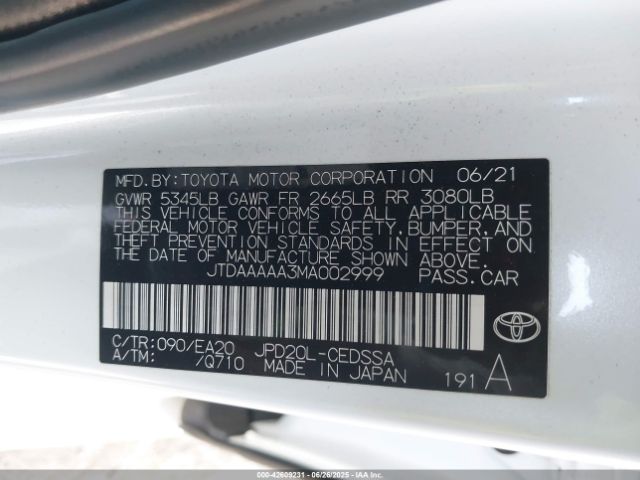 MFD.BY:TOYOTA MOTOR CORPORATION 06/21
GVWR 5345LB GAWR FR 2665LB RR 3080LB
THIS VEHICLE CONFORMS TO ALL APPLICABLE
FEDERAL MOTOR VEHICLE SAFETY,BUMPER,AND
THEFT PREVENTION STANDARDS IN EFFECT ON
THE DATE OF MANUFACTURE SHOWN ABOVE.
JTDAAAAA3MA002999 PASS.CAR
C/TR:090/EA20 JPD20L-CEDSSA
A/TM: /Q710 MADE IN JAPAN 191 A
000-42609231 - 06/26/2025 - IAAI.COM